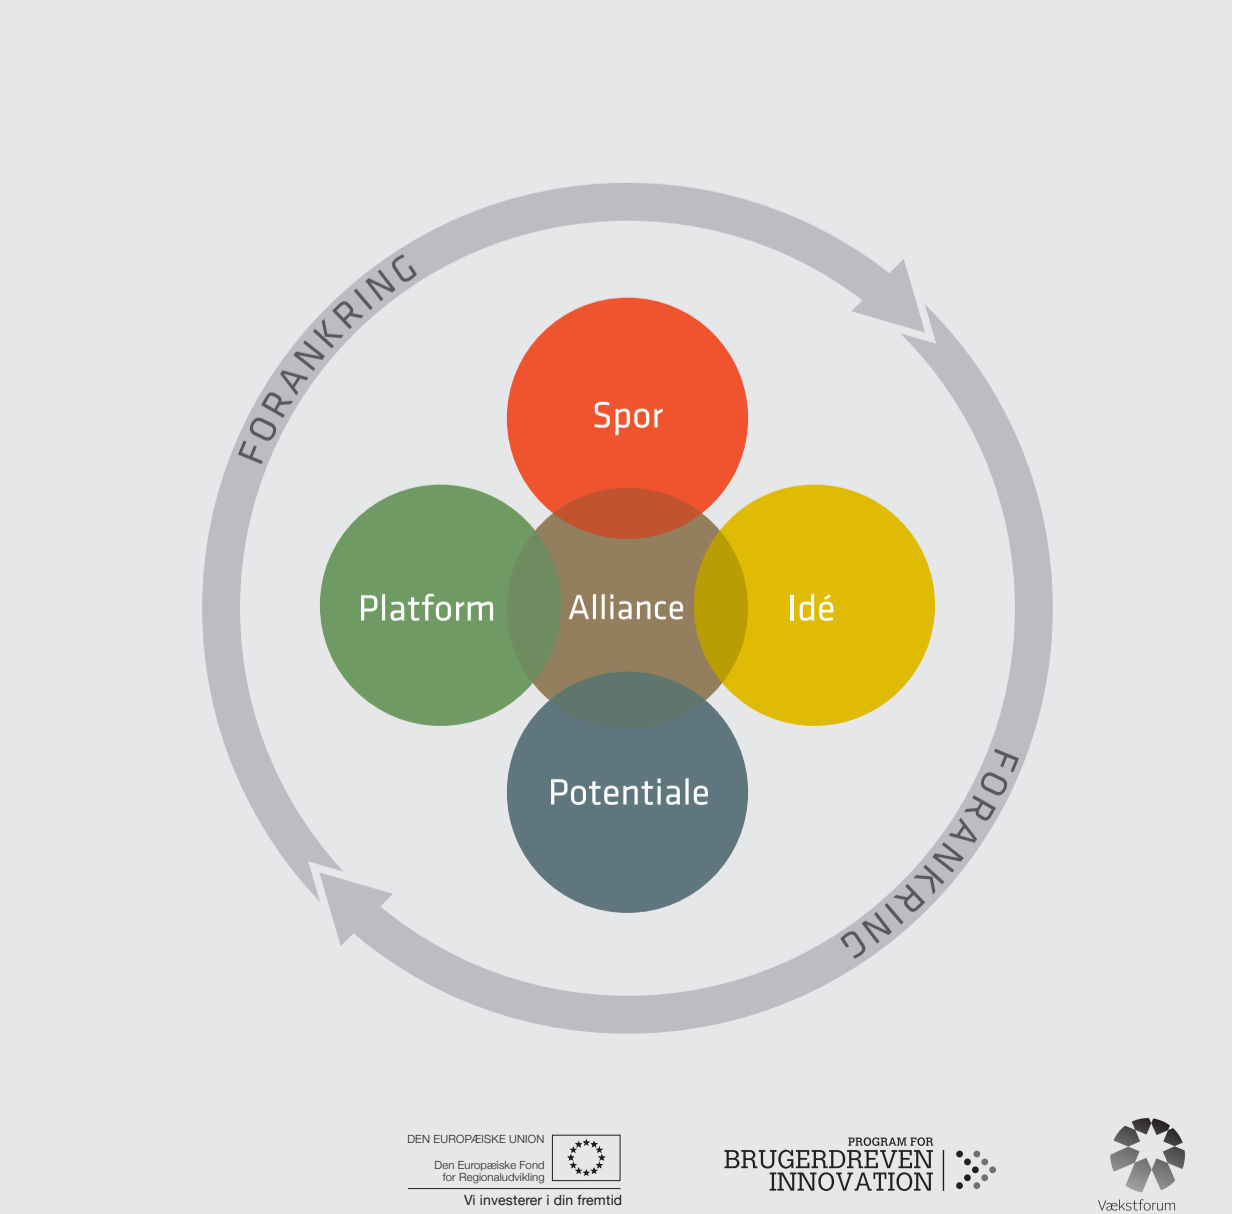 FORANKRING
Spor
Platform
Alliance
Idé
Potentiale
FORANKRING
DEN EUROPÆISKE UNION
Den Europæiske Fond
for Regionaludvikling
Vi investerer i din fremtid
PROGRAM FOR
BRUGERDREVEN
INNOVATION
Vækstforum